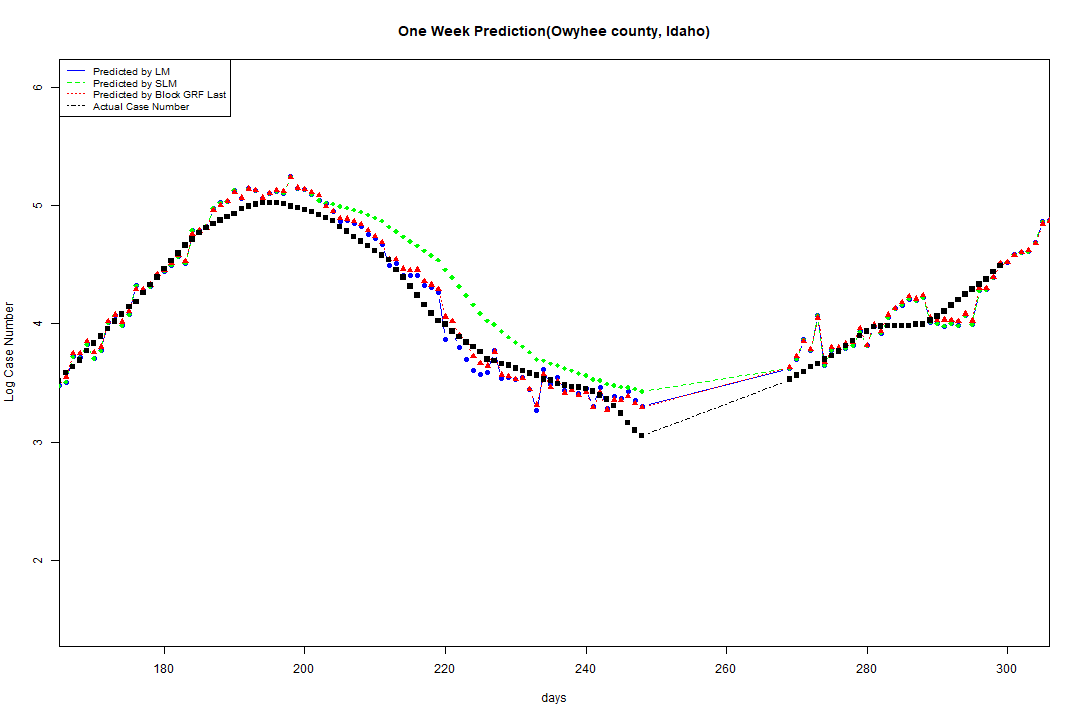 One Week Prediction(Owyhee county, Idaho)
Predicted by LM
Predicted by SLM
Predicted by Block GRF Last
Actual Case Number
6
5
4
3
2
Log Case Number
180 200 220 240 260 280 300
days